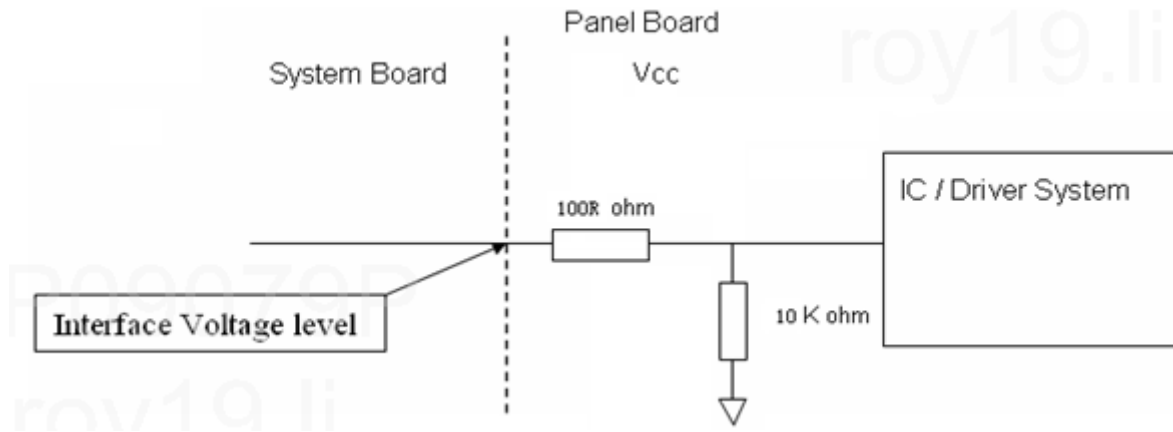 Panel Board
System Board
Vcc
roy19.li
IC / Driver System
100R ohm
Interface Voltage level
10 K ohm
P09079P
roy19.li